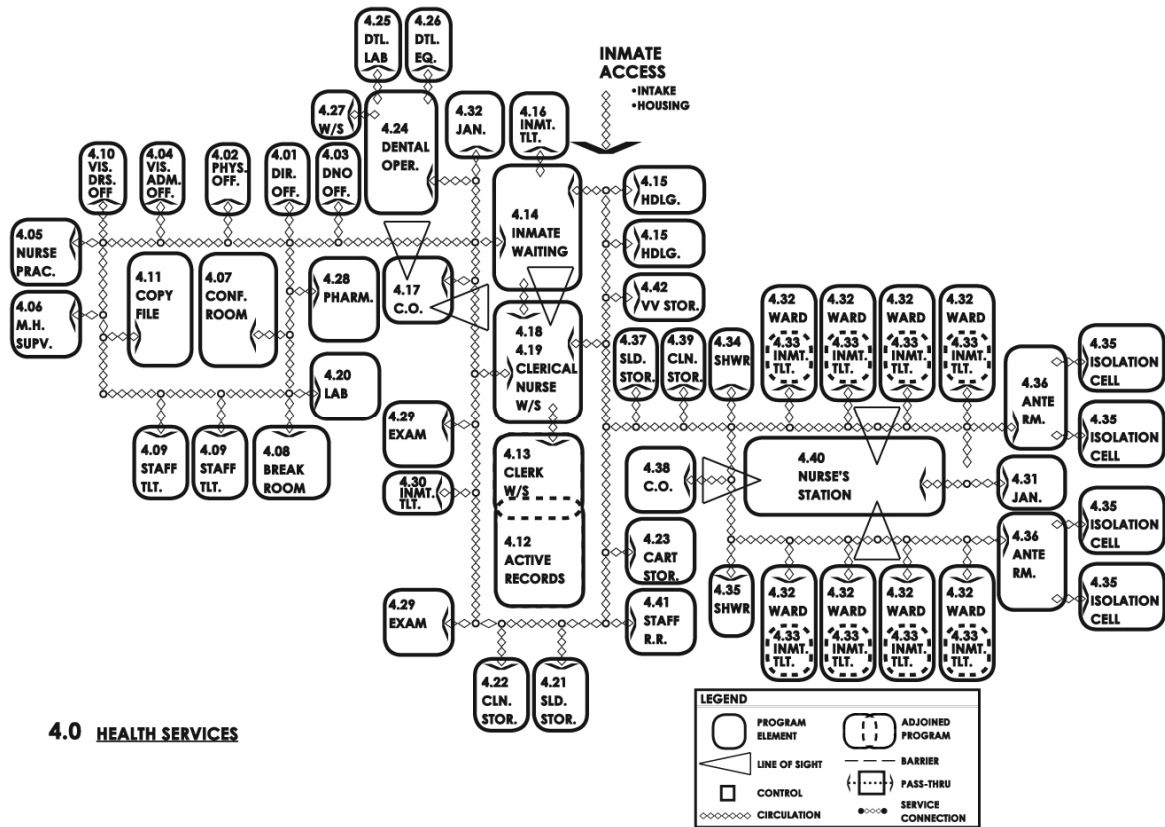 4.25
DTL.
LAB
4.26
DTL.
EQ.
INMATE
ACCESS
•INTAKE
•HOUSING
4.27
W/S
4.24
DENTAL
OPER.
4.32
JAN.
4.16
INMT.
TLT.
4.10
VIS.
DRS.
OFF
4.04
VIS.
ADM.
OFF.
4.02
PHYS.
OFF.
4.01
DIR.
OFF.
4.03
DNO
OFF.
4.15
HDLG.
4.14
INMATE
WAITING
4.05
NURSE
PRAC.
4.11
COPY
FILE
4.07
CONF.
ROOM
4.28
PHARM.
4.17
C.O.
4.15
HDLG.
4.42
VV STOR.
4.06
M.H.
SUPV.
4.18
4.19
CLERICAL
NURSE
W/S
4.37
SLD.
STOR.
4.39
CLN.
STOR.
4.34
SHWR
4.32
WARD
4.33
INMT.
TLT.
4.32
WARD
4.33
INMT.
TLT.
4.32
WARD
4.33
INMT.
TLT.
4.32
WARD
4.33
INMT.
TLT.
4.35
ISOLATION
CELL
4.36
ANTE
RM.
4.35
ISOLATION
CELL
4.20
LAB
4.29
EXAM
4.09
STAFF
TLT.
4.09
STAFF
TLT.
4.08
BREAK
ROOM
4.30
INMT.
TLT.
4.13
CLERK
W/S
4.12
ACTIVE
RECORDS
4.38
C.O.
4.40
NURSE'S
STATION
4.31
JAN.
4.35
ISOLATION
CELL
4.36
ANTE
RM.
4.35
ISOLATION
CELL
4.23
CART
STOR.
4.35
SHWR
4.32
WARD
4.33
INMT.
TLT.
4.32
WARD
4.33
INMT.
TLT.
4.32
WARD
4.33
INMT.
TLT.
4.32
WARD
4.33
INMT.
TLT.
4.29
EXAM
4.41
STAFF
R.R.
4.22
CLN.
STOR.
4.21
SLD.
STOR.
4.0 HEALTH SERVICES
LEGEND
PROGRAM
ELEMENT
ADJOINED
PROGRAM
LINE OF SIGHT
BARRIER
CONTROL
PASS-THRU
CIRCULATION
SERVICE
CONNECTION